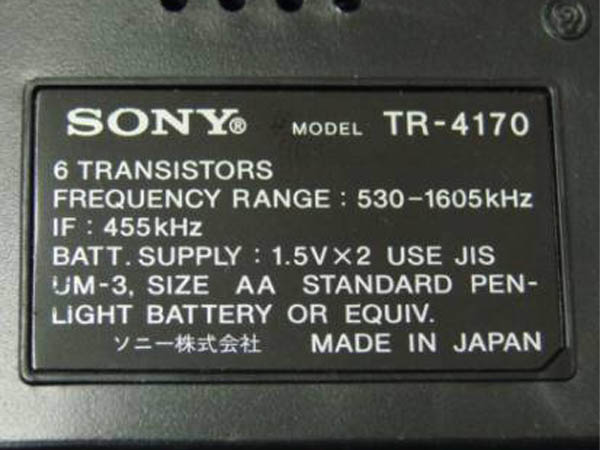 SONY® MODEL TR-4170
6 TRANSISTORS
FREQUENCY RANGE : 530-1605kHz
IF : 455kHz
BATT. SUPPLY : 1.5V×2 USE JIS
UM-3, SIZE AA STANDARD PEN-
LIGHT BATTERY OR EQUIV.
ソニー株式会社 MADE IN JAPAN